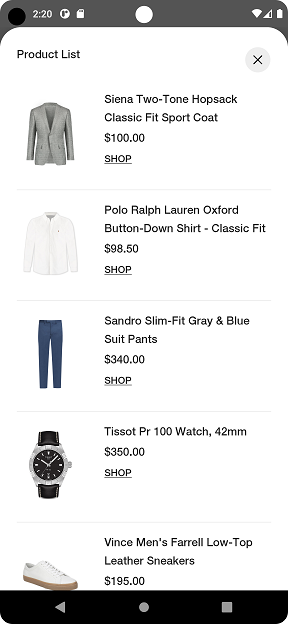 2:20
Product List
Siena Two-Tone Hopsack
Classic Fit Sport Coat
$100.00
SHOP
Polo Ralph Lauren Oxford
Button-Down Shirt - Classic Fit
$98.50
SHOP
Sandro Slim-Fit Gray & Blue
Suit Pants
$340.00
SHOP
Tissot Pr 100 Watch, 42mm
$350.00
SHOP
Vince Men's Farrell Low-Top
Leather Sneakers
$195.00